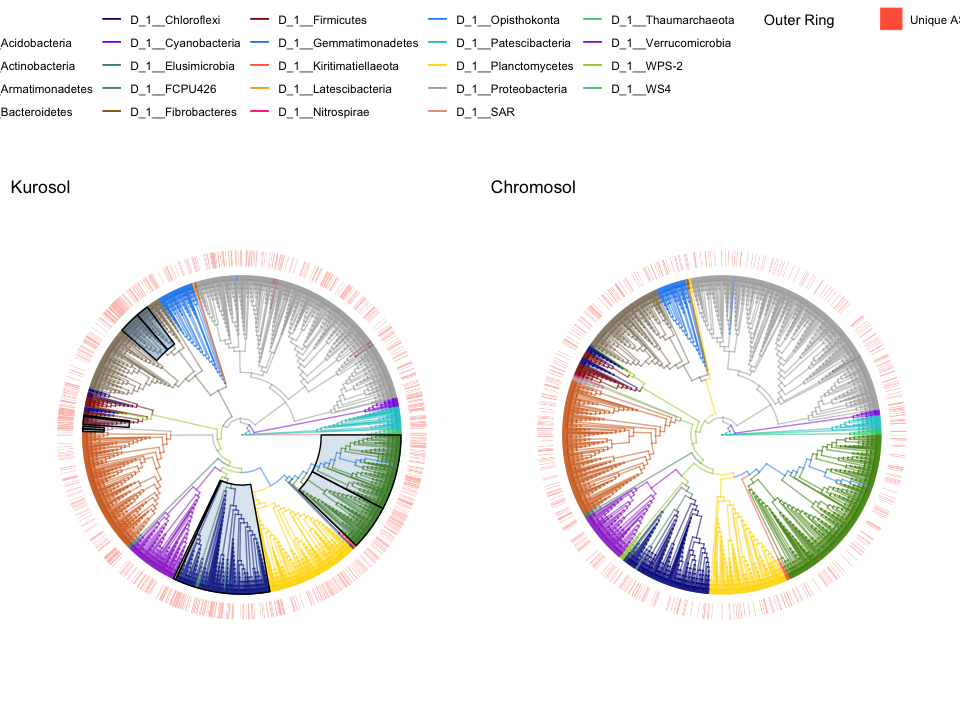 D_1__Chloroflexi D_1__Firmicutes D_1__Opisthokonta D_1__Thaumarchaeota Outer Ring Unique
Acidobacteria D_1__Cyanobacteria D_1__Gemmatimonadetes D_1__Patescibacteria D_1__Verrucomicrobia
Actinobacteria D_1__Elusimicrobia D_1__Kiritimatiellaeota D_1__Planctomycetes D_1__WPS-2
Armatimonadetes D_1__FCPU426 D_1__Latescibacteria D_1__Proteobacteria D_1__WS4
Bacteroidetes D_1__Fibrobacteres D_1__Nitrospirae D_1__SAR
Kurosol Chromosol